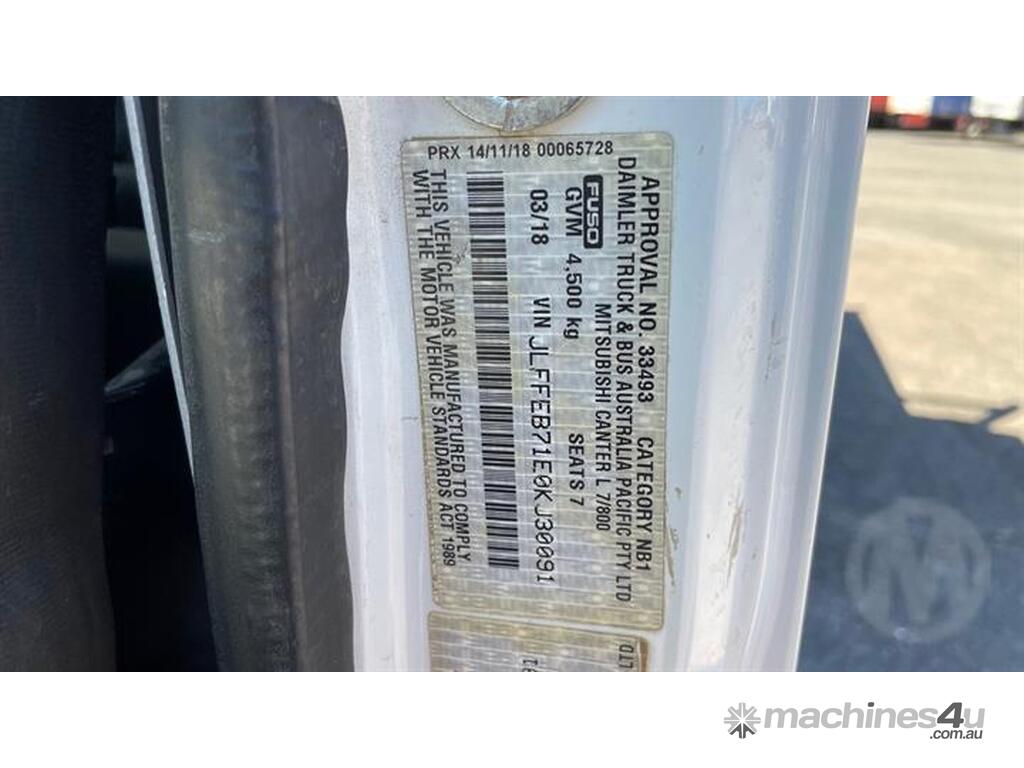 PRX 14/11/18 00065728
APPROVAL NO. 33493 CATEGORY NB1
DAIMLER TRUCK & BUS AUSTRALIA PACIFIC PTY LTD
FUSO MITSUBISHI CANTER L 7/800
GVM 4,500 kg SEATS 7
03/18 VIN JLFFEB71E0KJ30091
THIS VEHICLE WAS MANUFACTURED TO COMPLY
WITH THE MOTOR VEHICLE STANDARDS ACT 1989
LTD
M
machines4u
.com.au